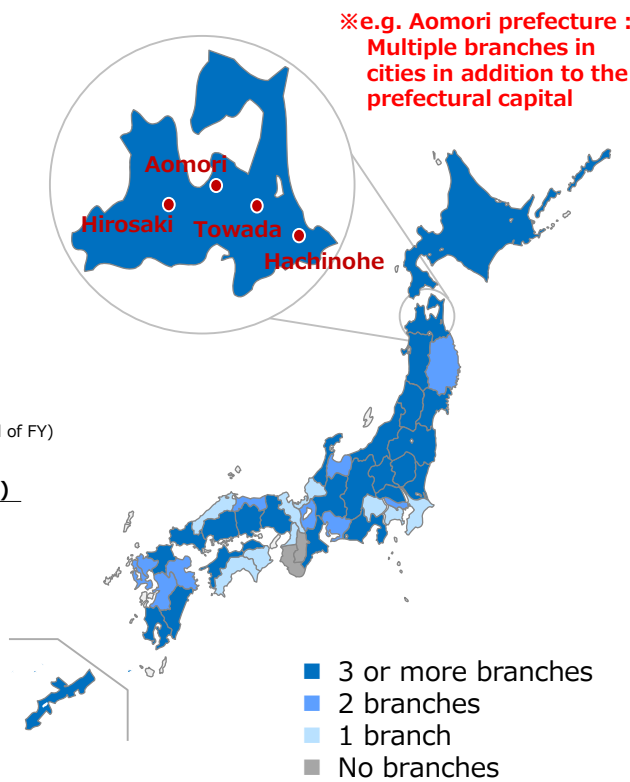 ※e.g. Aomori prefecture :
Multiple branches in
cities in addition to the
prefectural capital
Aomori
Hirosaki
Towada
Hachinohe
of FY)
)
3 or more branches
2 branches
1 branch
No branches